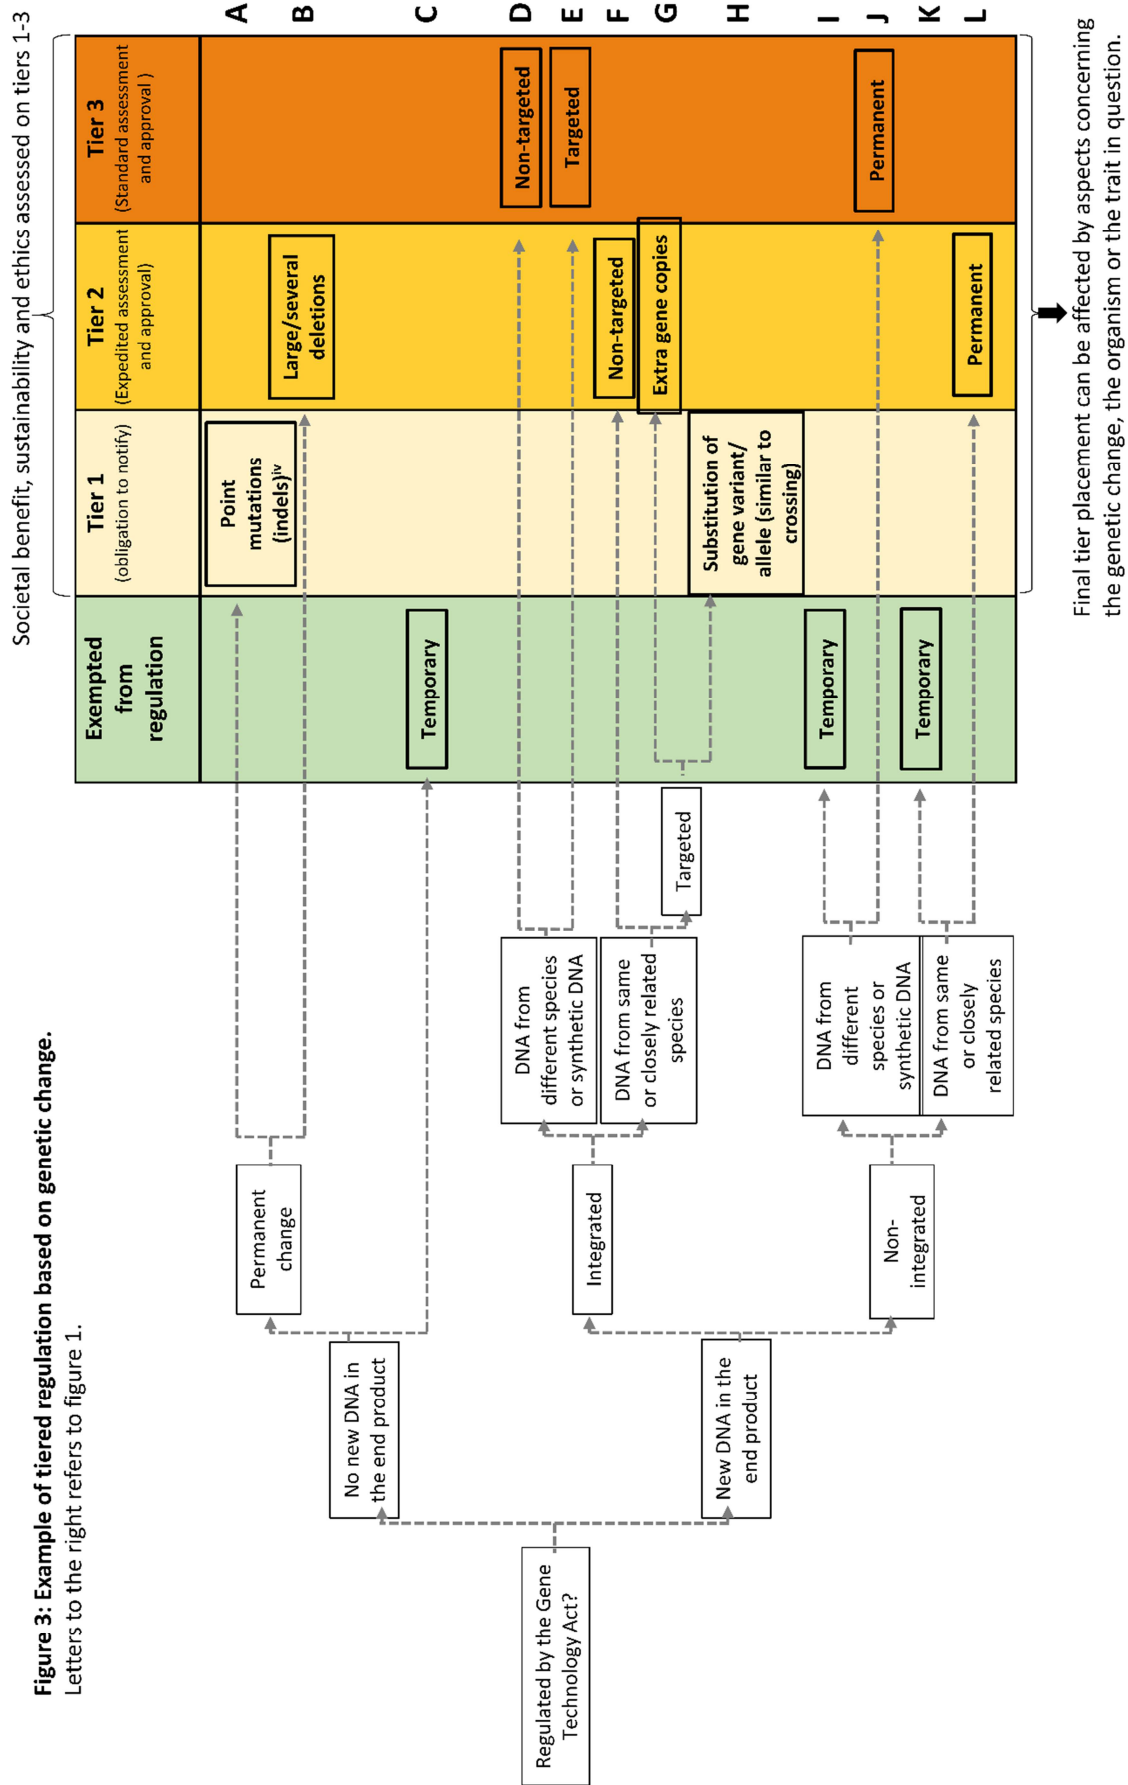 Figure 3: Example of tiered regulation based on genetic change.
Letters to the right refers to figure 1.
Societal benefit, sustainability and ethics assessed on tiers 1-3
Exempted
from
regulation
Tier 1
(obligation to notify)
Tier 2
(Expedited assessment
and approval)
Tier 3
(Standard assessment
and approval )
Regulated by the Gene
Technology Act?
No new DNA in
the end product
New DNA in the
end product
Permanent
change
Integrated
Non-
integrated
DNA from
different species
or synthetic DNA
DNA from same
or closely related
species
DNA from
different
species or
synthetic DNA
DNA from same
or closely
related species
Targeted
Point
mutations
(indels)iv
A
Large/several
deletions
B
Temporary
C
Non-targeted
D
Targeted
E
Non-targeted
F
Extra gene copies
G
Substitution of
gene variant/
allele (similar to
crossing)
H
Temporary
I
Permanent
J
Temporary
K
Permanent
L
Final tier placement can be affected by aspects concerning
the genetic change, the organism or the trait in question.